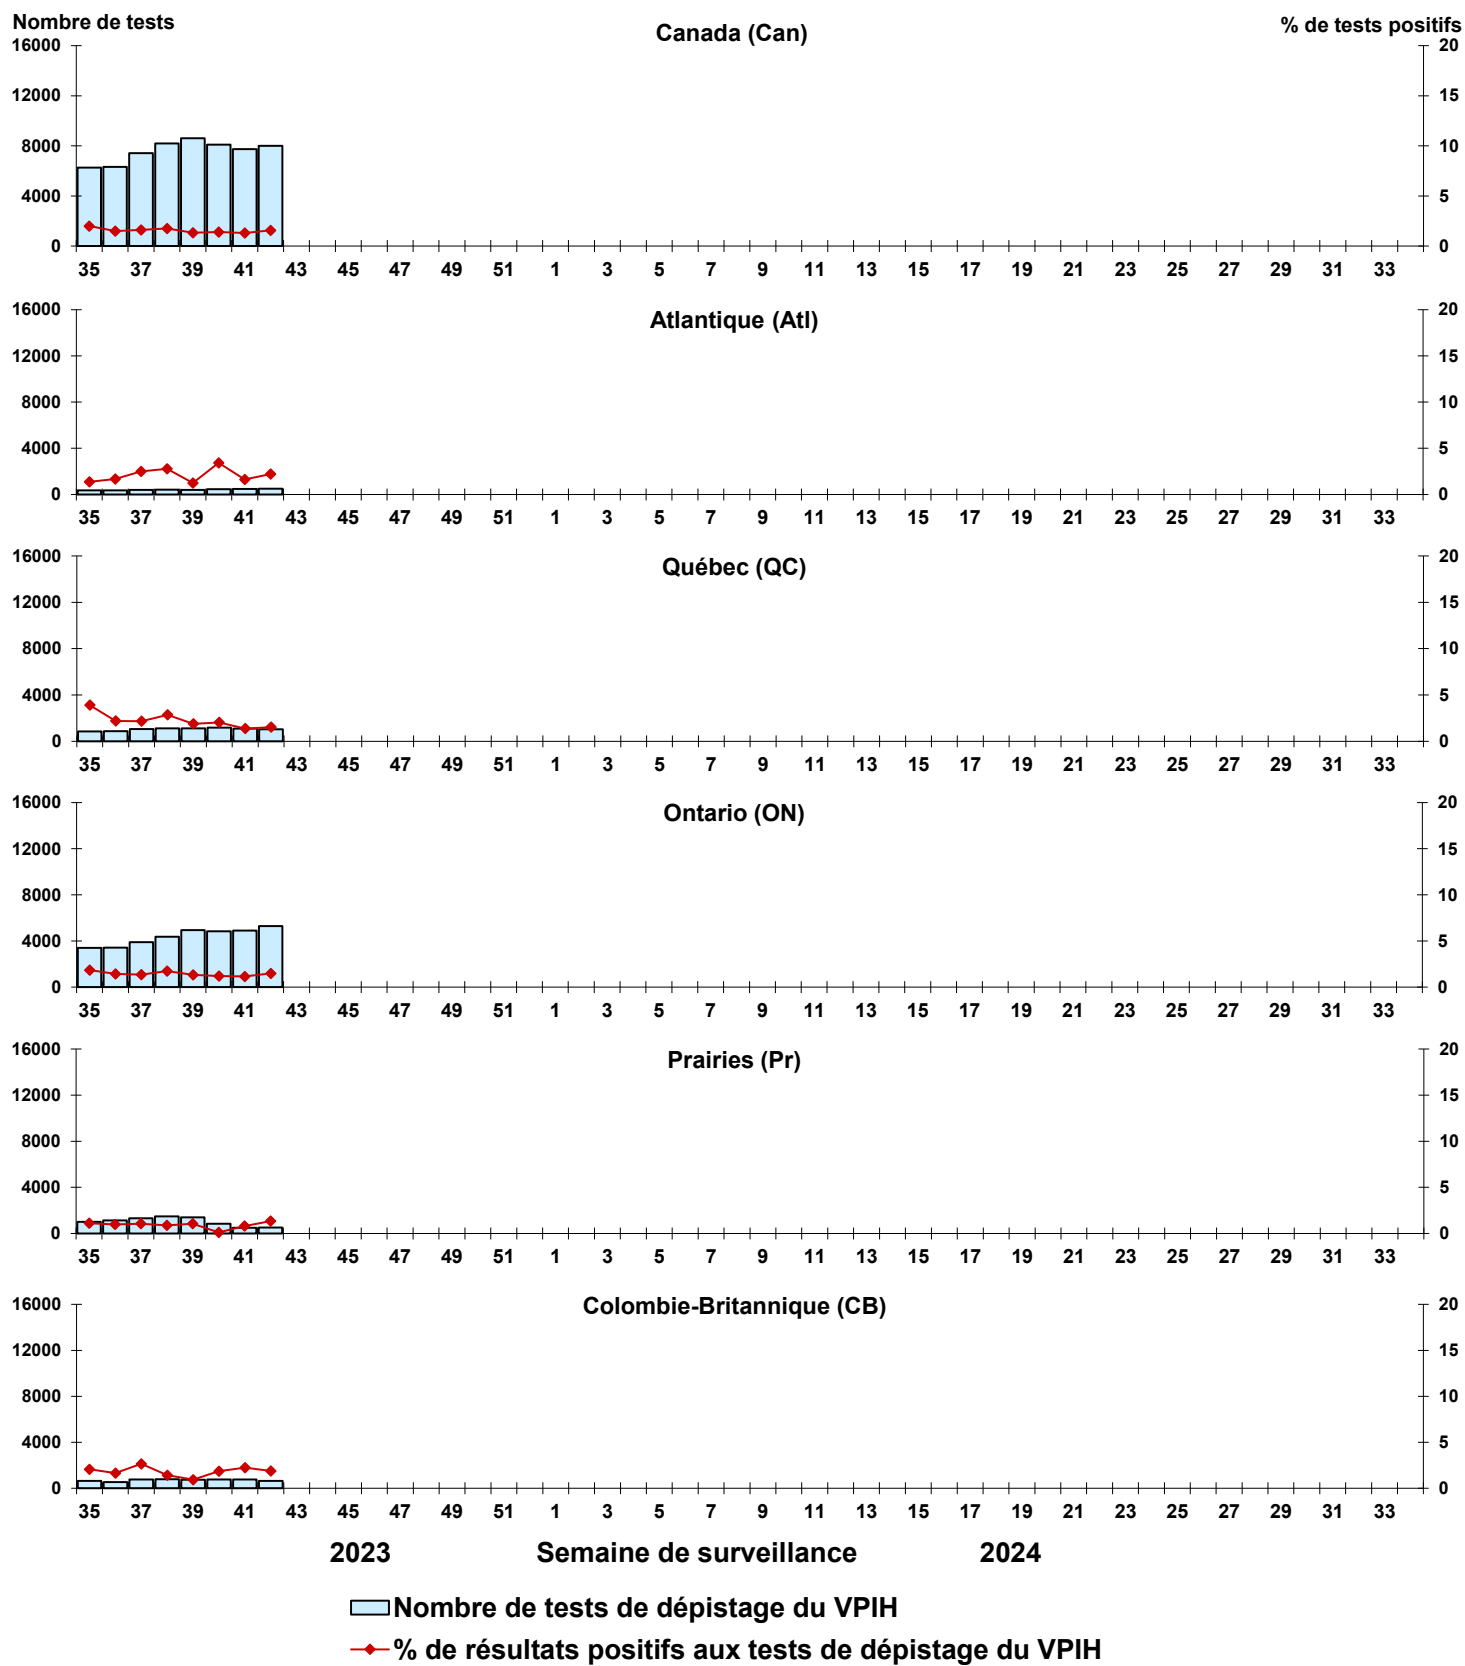 Nombre de tests
Canada (Can)
% de tests positifs
16000 20
12000 15
8000 10
4000 5
0 0
35 37 39 41 43 45 47 49 51 1 3 5 7 9 11 13 15 17 19 21 23 25 27 29 31 33
Atlantique (Atl)
16000 20
12000 15
8000 10
4000 5
0 0
35 37 39 41 43 45 47 49 51 1 3 5 7 9 11 13 15 17 19 21 23 25 27 29 31 33
Québec (QC)
16000 20
12000 15
8000 10
4000 5
0 0
35 37 39 41 43 45 47 49 51 1 3 5 7 9 11 13 15 17 19 21 23 25 27 29 31 33
Ontario (ON)
16000 20
12000 15
8000 10
4000 5
0 0
35 37 39 41 43 45 47 49 51 1 3 5 7 9 11 13 15 17 19 21 23 25 27 29 31 33
Prairies (Pr)
16000 20
12000 15
8000 10
4000 5
0 0
35 37 39 41 43 45 47 49 51 1 3 5 7 9 11 13 15 17 19 21 23 25 27 29 31 33
Colombie-Britannique (CB)
16000 20
12000 15
8000 10
4000 5
0 0
35 37 39 41 43 45 47 49 51 1 3 5 7 9 11 13 15 17 19 21 23 25 27 29 31 33
2023 Semaine de surveillance 2024
Nombre de tests de dépistage du VPIH
% de résultats positifs aux tests de dépistage du VPIH